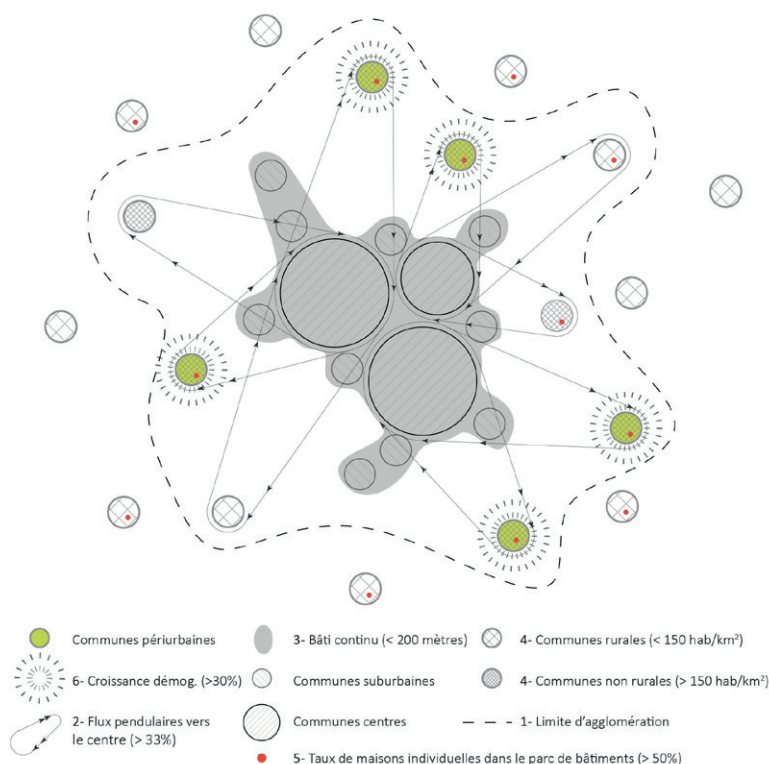 Communes périurbaines
3- Bâti continu (< 200 mètres)
4- Communes rurales (< 150 hab/km²)
6- Croissance démog. (>30%)
Communes suburbaines
4- Communes non rurales (> 150 hab/km²)
2- Flux pendulaires vers
le centre (> 33%)
Communes centres
1- Limite d'agglomération
5- Taux de maisons individuelles dans le parc de bâtiments (> 50%)